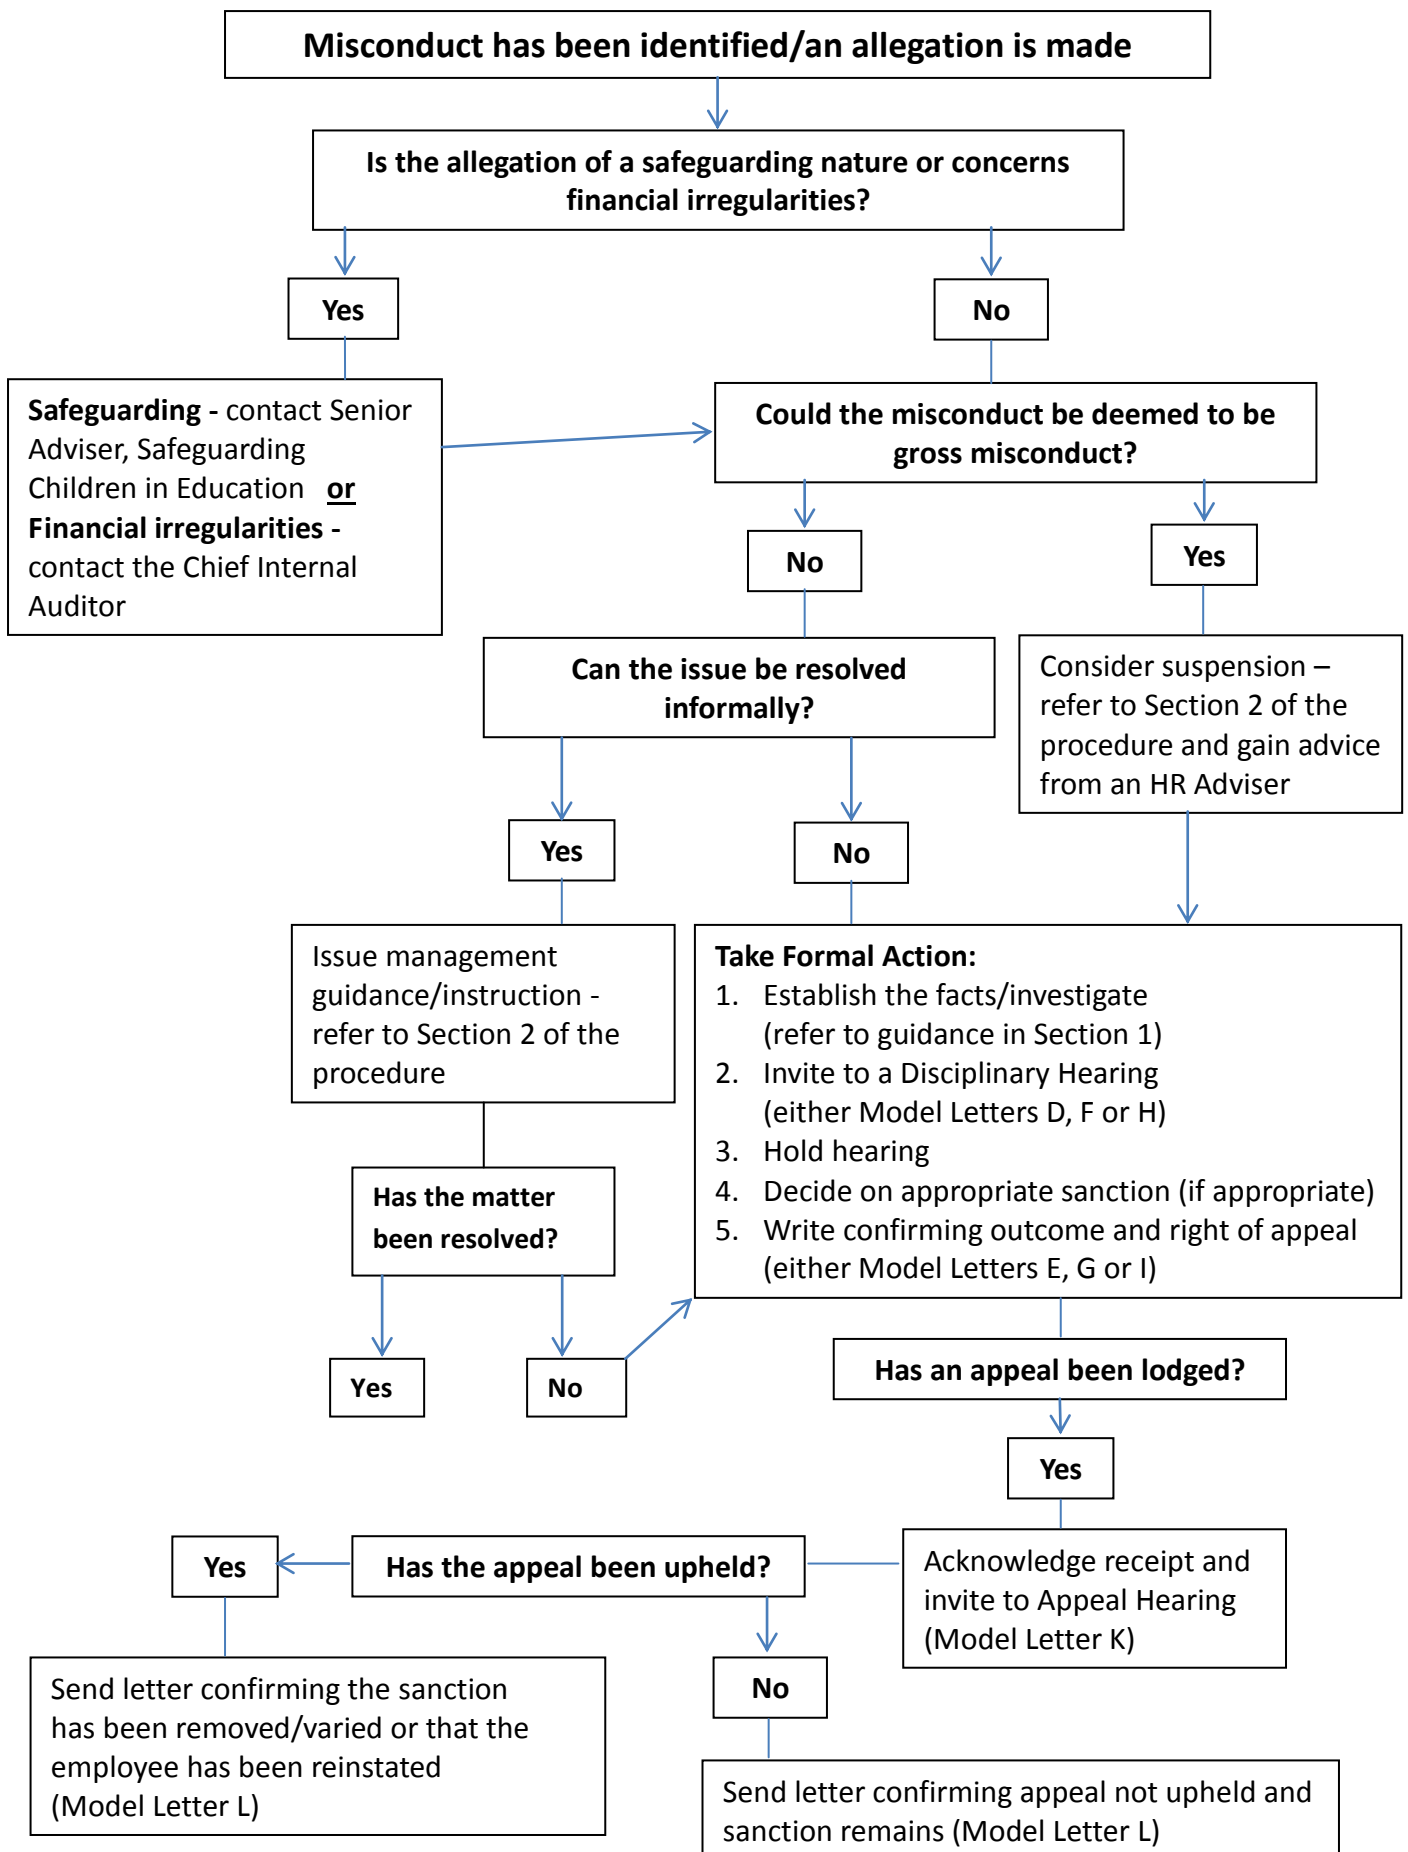 Misconduct has been identified/an allegation is made
Is the allegation of a safeguarding nature or concerns
financial irregularities?
Yes
No
Safeguarding - contact Senior
Adviser, Safeguarding
Children in Education or
Financial irregularities -
contact the Chief Internal
Auditor
Could the misconduct be deemed to be
gross misconduct?
No
Yes
Can the issue be resolved
informally?
Consider suspension –
refer to Section 2 of the
procedure and gain advice
from an HR Adviser
Yes
No
Issue management
guidance/instruction -
refer to Section 2 of the
procedure
Take Formal Action:
1. Establish the facts/investigate
(refer to guidance in Section 1)
2. Invite to a Disciplinary Hearing
(either Model Letters D, F or H)
3. Hold hearing
4. Decide on appropriate sanction (if appropriate)
5. Write confirming outcome and right of appeal
(either Model Letters E, G or I)
Has the matter
been resolved?
Yes
No
Has an appeal been lodged?
Yes
Acknowledge receipt and
invite to Appeal Hearing
(Model Letter K)
Has the appeal been upheld?
Yes
No
Send letter confirming the sanction
has been removed/varied or that the
employee has been reinstated
(Model Letter L)
Send letter confirming appeal not upheld and
sanction remains (Model Letter L)